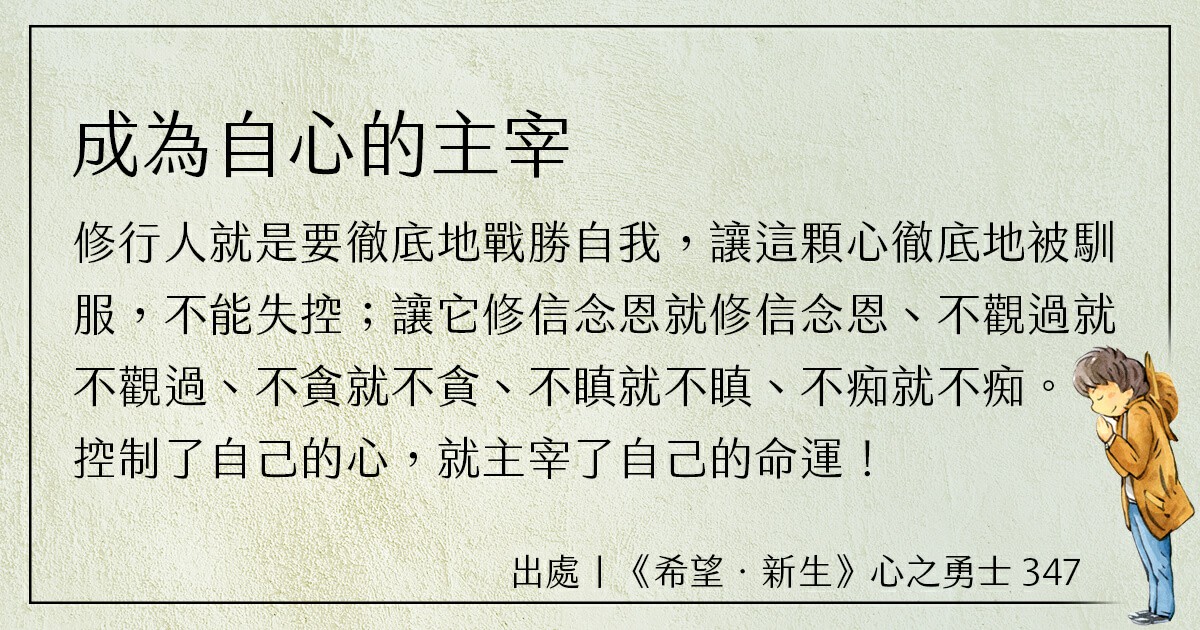 成為自心的主宰
修行人就是要徹底地戰勝自我，讓這顆心徹底地被馴
服，不能失控；讓它修信念恩就修信念恩、不觀過就
不觀過、不貪就不貪、不瞋就不瞋、不痴就不痴。
控制了自己的心，就主宰了自己的命運！
出處丨《希望．新生》心之勇士 347